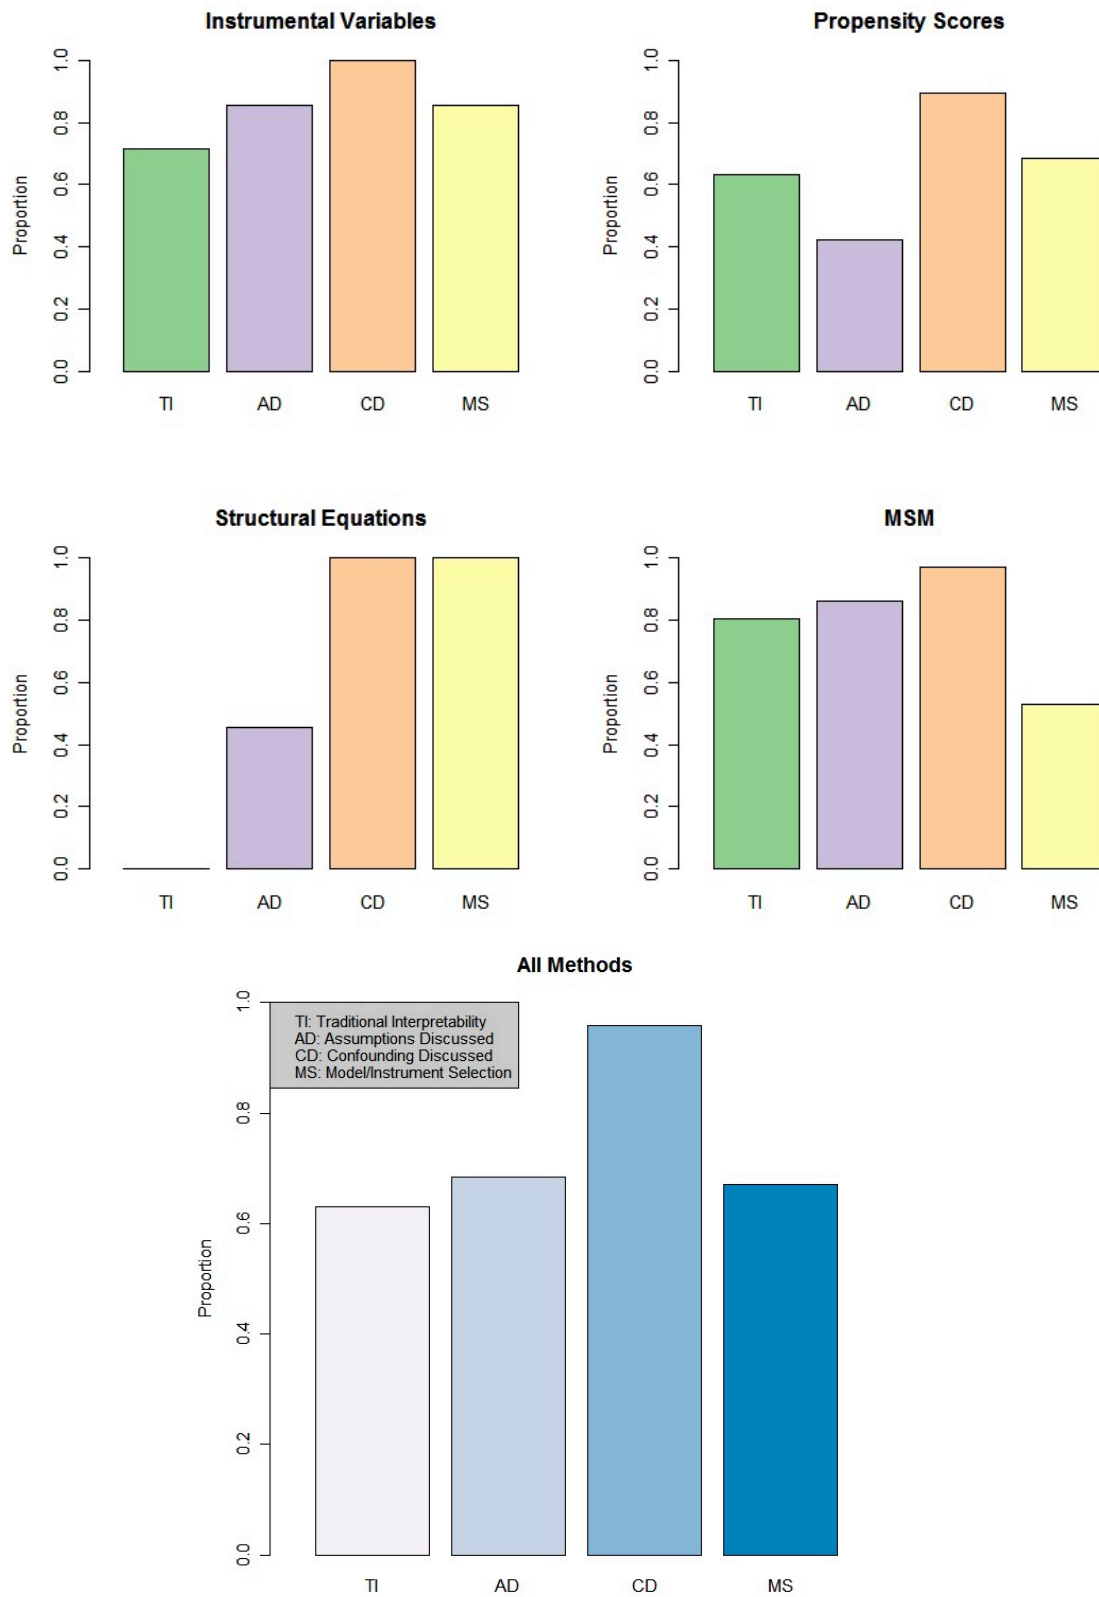 Instrumental Variables
Proportion
1.0
0.8
0.6
0.4
0.2
0.0
TI AD CD MS
Propensity Scores
Proportion
1.0
0.8
0.6
0.4
0.2
0.0
TI AD CD MS
Structural Equations
Proportion
1.0
0.8
0.6
0.4
0.2
0.0
TI AD CD MS
MSM
Proportion
1.0
0.8
0.6
0.4
0.2
0.0
TI AD CD MS
All Methods
TI: Traditional Interpretability
AD: Assumptions Discussed
CD: Confounding Discussed
MS: Model/Instrument Selection
Proportion
1.0
0.8
0.6
0.4
0.2
0.0
TI AD CD MS